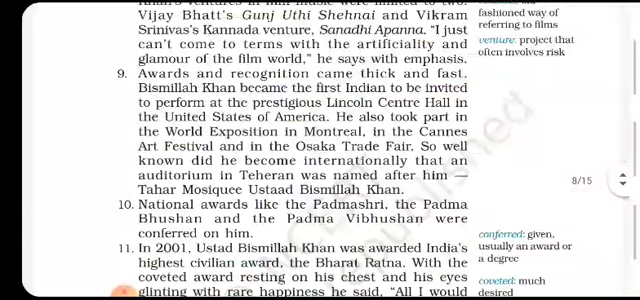 Khan's ventures in film music were limited to two:
Vijay Bhatt's Gunj Uthi Shehnai and Vikram
Srinivas's Kannada venture, Sanadhi Apanna. "I just
can't come to terms with the artificiality and
glamour of the film world," he says with emphasis.
9. Awards and recognition came thick and fast.
Bismillah Khan became the first Indian to be invited
to perform at the prestigious Lincoln Centre Hall in
the United States of America. He also took part in
the World Exposition in Montreal, in the Cannes
Art Festival and in the Osaka Trade Fair. So well
known did he become internationally that an
auditorium in Teheran was named after him —
Tahar Mosiquee Ustaad Bismillah Khan.
10. National awards like the Padmashri, the Padma
Bhushan and the Padma Vibhushan were
conferred on him.
11. In 2001, Ustad Bismillah Khan was awarded India's
highest civilian award, the Bharat Ratna. With the
coveted award resting on his chest and his eyes
glinting with rare happiness he said, "All I would
fashioned way of
referring to films
venture: project that
often involves risk
8/15
conferred: given,
usually an award or
a degree
coveted: much
desired